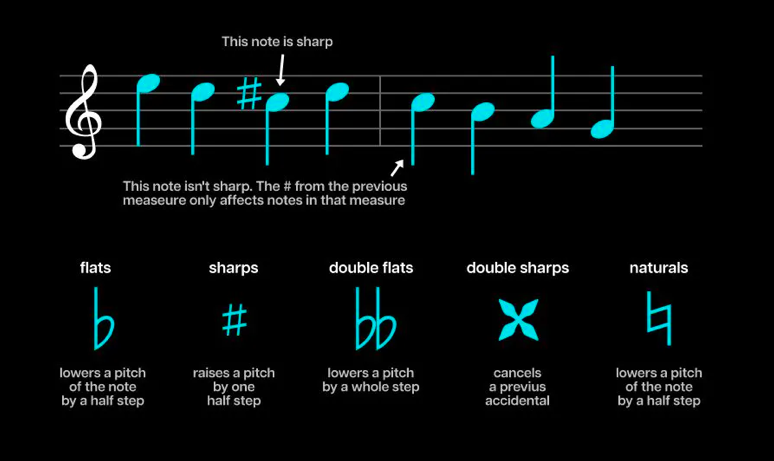 This note is sharp
This note isn't sharp. The # from the previous
measeure only affects notes in that measure
flats
sharps
double flats
double sharps
naturals
lowers a pitch
of the note
by a half step
raises a pitch
by one
half step
lowers a pitch
by a whole step
cancels
a previus
accidental
lowers a pitch
of the note
by a half step